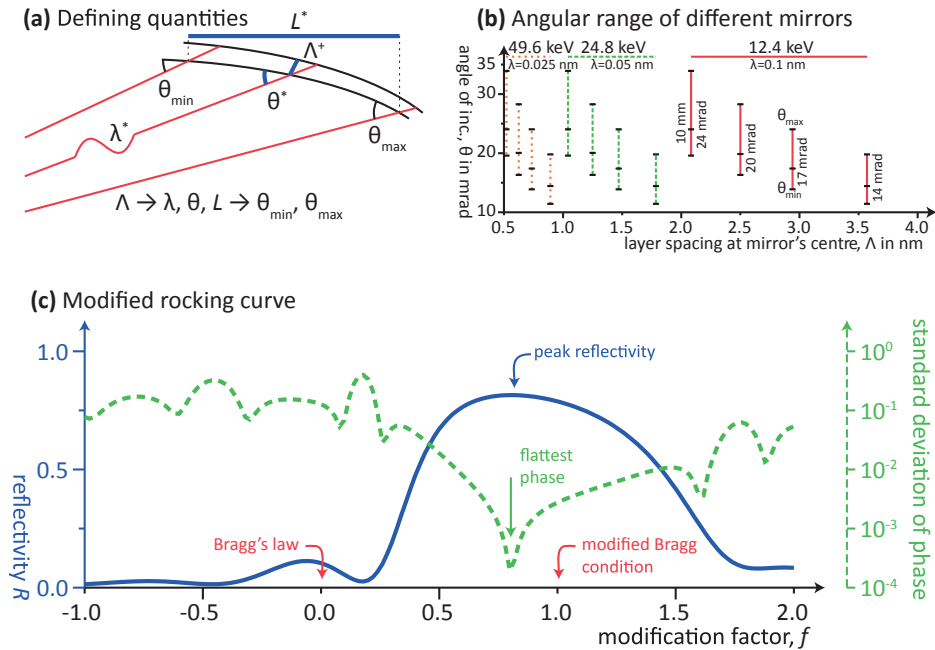 (a) Defining quantities
L*
Λ⁺
θmin
θ*
θmax
λ*
Λ → λ, θ, L → θmin, θmax
(b) Angular range of different mirrors
49.6 keV
λ=0.025 nm
24.8 keV
λ=0.05 nm
12.4 keV
λ=0.1 nm
angle of inc., θ in mrad
35
30
20
10
10 mm
24 mrad
20 mrad
θmax
θmin
17 mrad
14 mrad
0.5 1.0 1.5 2.0 2.5 3.0 3.5 4.0
layer spacing at mirror's centre, Λ in nm
(c) Modified rocking curve
reflectivity R
1.0
0.5
0.0
peak reflectivity
flattest
phase
Bragg's law
modified Bragg
condition
standard deviation of phase
10⁰
10⁻¹
10⁻²
10⁻³
10⁻⁴
-1.0 -0.5 0.0 0.5 1.0 1.5 2.0
modification factor, f